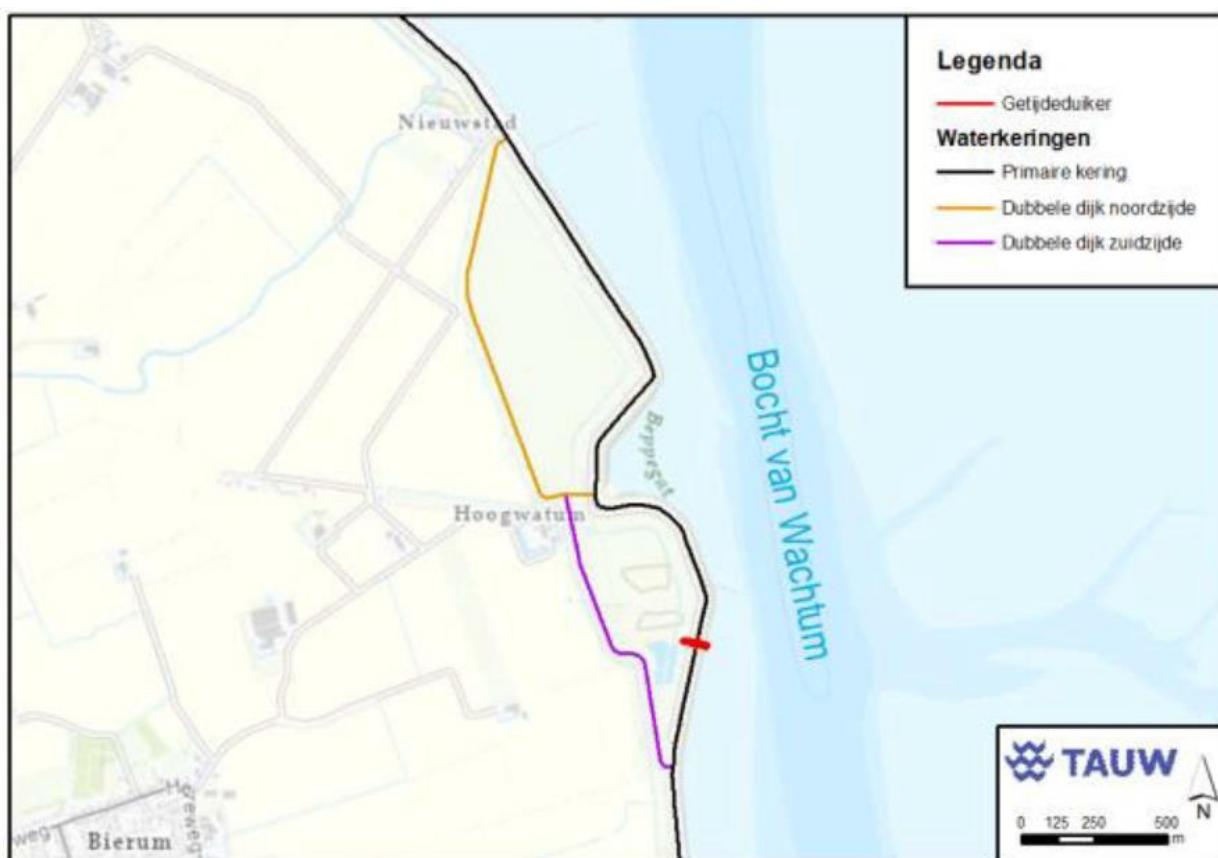 Legenda
Getijdeduiker
Waterkeringen
Primaire kering
Dubbele dijk noordzijde
Dubbele dijk zuidzijde
Nieuwstad
Beppegat
Bocht van Wachtum
Hoogwatum
Bierum
TAUW
N
0 125 250 500
m